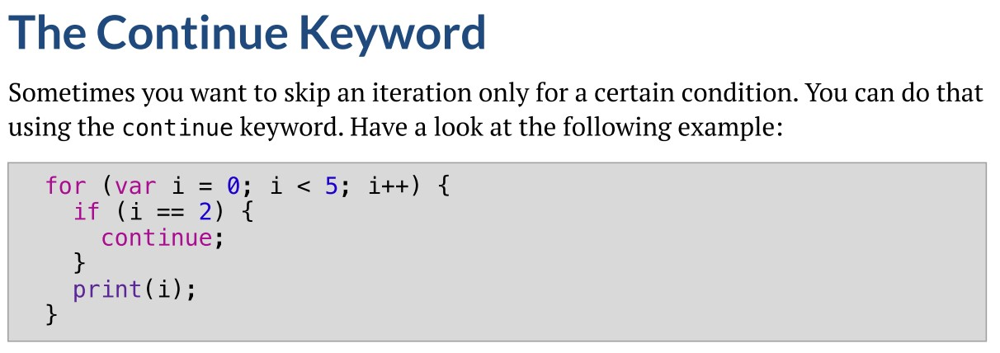 The Continue Keyword
Sometimes you want to skip an iteration only for a certain condition. You can do that
using the continue keyword. Have a look at the following example:
for (var i = 0; i < 5; i++) {
  if (i == 2) {
    continue;
  }
  print(i);
}